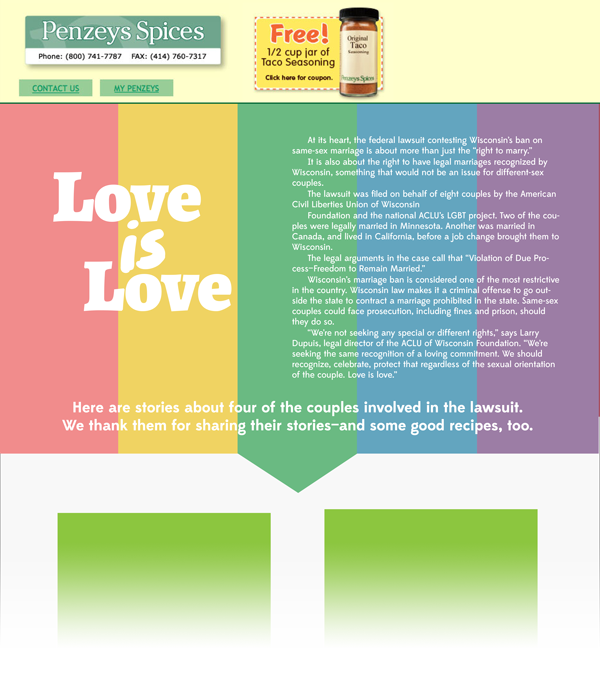 Penzeys Spices
Phone: (800) 741-7787 FAX: (414) 760-7317
CONTACT US
MY PENZEYS
Free!
1/2 cup jar of
Taco Seasoning
Click here for coupon.
Original
Taco
Seasoning
Penzeys Spices
Love
is
Love
At its heart, the federal lawsuit contesting Wisconsin's ban on
same-sex marriage is about more than just the "right to marry."
It is also about the right to have legal marriages recognized by
Wisconsin, something that would not be an issue for different-sex
couples.
The lawsuit was filed on behalf of eight couples by the American
Civil Liberties Union of Wisconsin
Foundation and the national ACLU's LGBT project. Two of the cou-
ples were legally married in Minnesota. Another was married in
Canada, and lived in California, before a job change brought them to
Wisconsin.
The legal arguments in the case call that "Violation of Due Pro-
cess—Freedom to Remain Married."
Wisconsin's marriage ban is considered one of the most restrictive
in the country. Wisconsin law makes it a criminal offense to go out-
side the state to contract a marriage prohibited in the state. Same-sex
couples could face prosecution, including fines and prison, should
they do so.
"We're not seeking any special or different rights," says Larry
Dupuis, legal director of the ACLU of Wisconsin Foundation. "We're
seeking the same recognition of a loving commitment. We should
recognize, celebrate, protect that regardless of the sexual orientation
of the couple. Love is love."
Here are stories about four of the couples involved in the lawsuit.
We thank them for sharing their stories—and some good recipes, too.